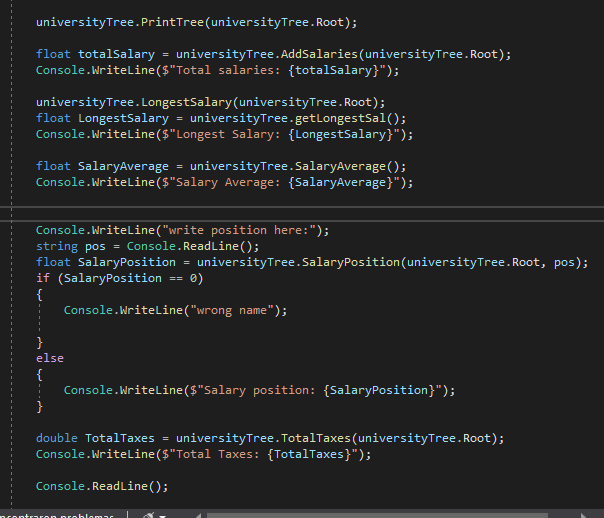 universityTree.PrintTree(universityTree.Root);
float totalSalary = universityTree.AddSalaries(universityTree.Root);
Console.WriteLine($"Total salaries: {totalSalary}");
universityTree.LongestSalary(universityTree.Root);
float LongestSalary = universityTree.getLongestSal();
Console.WriteLine($"Longest Salary: {LongestSalary}");
float SalaryAverage = universityTree.SalaryAverage();
Console.WriteLine($"Salary Average: {SalaryAverage}");
Console.WriteLine("write position here:");
string pos = Console.ReadLine();
float SalaryPosition = universityTree.SalaryPosition(universityTree.Root, pos);
if (SalaryPosition == 0)
{
Console.WriteLine("wrong name");
}
else
{
Console.WriteLine($"Salary position: {SalaryPosition}");
}
double TotalTaxes = universityTree.TotalTaxes(universityTree.Root);
Console.WriteLine($"Total Taxes: {TotalTaxes}");
Console.ReadLine();